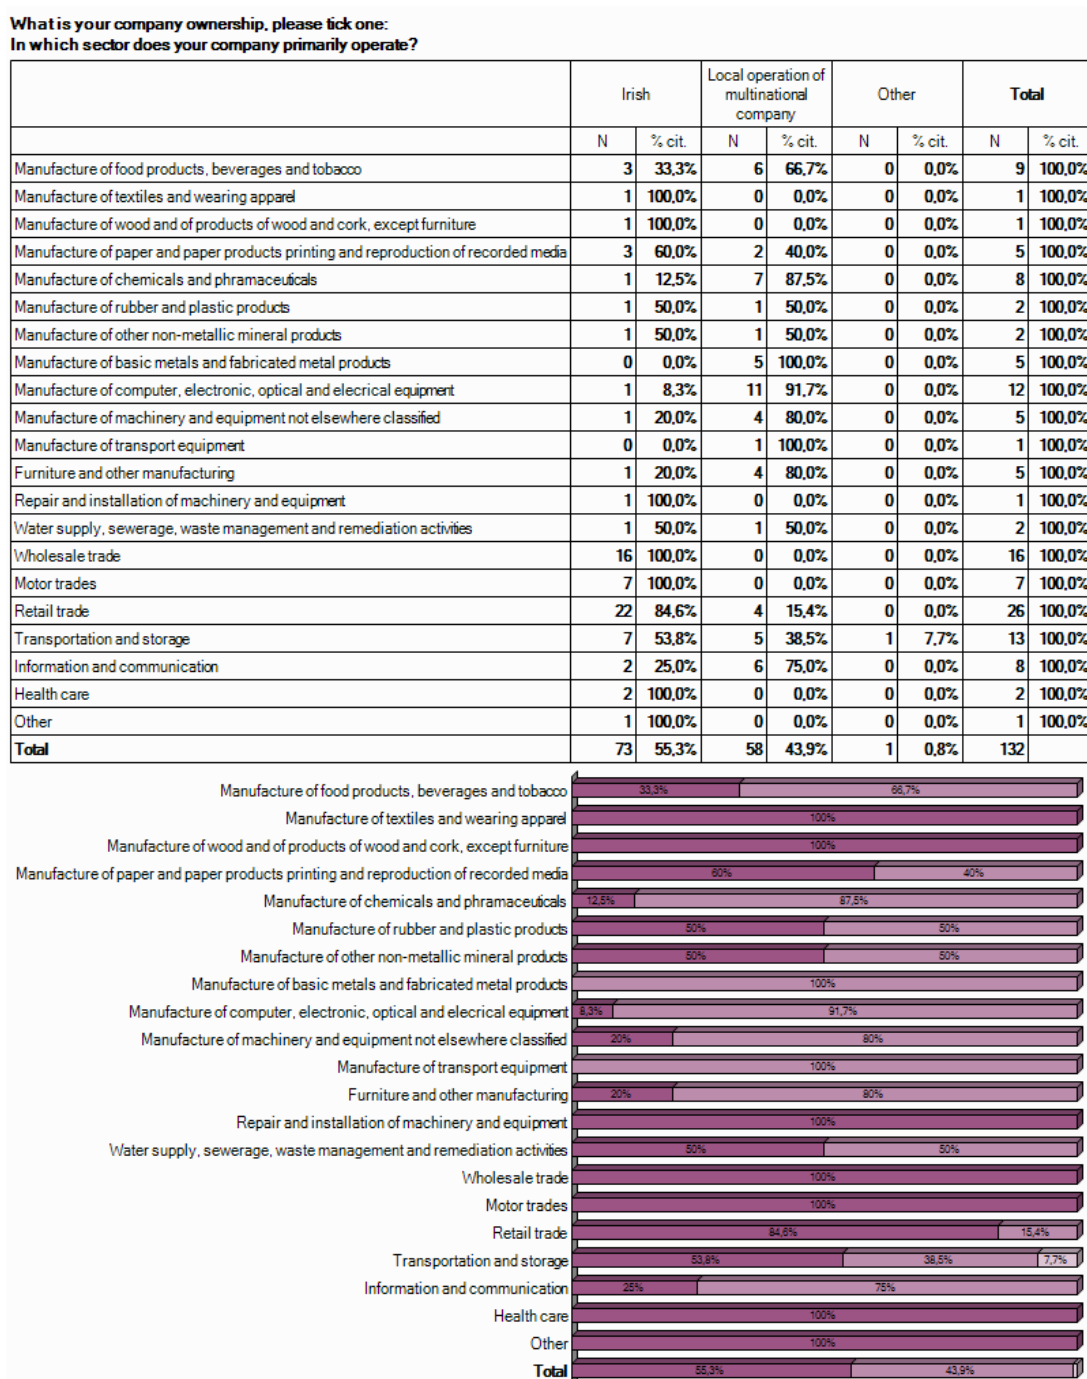 What is your company ownership, please tick one:
In which sector does your company primarily operate?
Irish Local operation of multinational company Other Total
N % cit. N % cit. N % cit. N % cit.
Manufacture of food products, beverages and tobacco 3 33,3% 6 66,7% 0 0,0% 9 100,0%
Manufacture of textiles and wearing apparel 1 100,0% 0 0,0% 0 0,0% 1 100,0%
Manufacture of wood and of products of wood and cork, except furniture 1 100,0% 0 0,0% 0 0,0% 1 100,0%
Manufacture of paper and paper products printing and reproduction of recorded media 3 60,0% 2 40,0% 0 0,0% 5 100,0%
Manufacture of chemicals and phramaceuticals 1 12,5% 7 87,5% 0 0,0% 8 100,0%
Manufacture of rubber and plastic products 1 50,0% 1 50,0% 0 0,0% 2 100,0%
Manufacture of other non-metallic mineral products 1 50,0% 1 50,0% 0 0,0% 2 100,0%
Manufacture of basic metals and fabricated metal products 0 0,0% 5 100,0% 0 0,0% 5 100,0%
Manufacture of computer, electronic, optical and elecrical equipment 1 8,3% 11 91,7% 0 0,0% 12 100,0%
Manufacture of machinery and equipment not elsewhere classified 1 20,0% 4 80,0% 0 0,0% 5 100,0%
Manufacture of transport equipment 0 0,0% 1 100,0% 0 0,0% 1 100,0%
Furniture and other manufacturing 1 20,0% 4 80,0% 0 0,0% 5 100,0%
Repair and installation of machinery and equipment 1 100,0% 0 0,0% 0 0,0% 1 100,0%
Water supply, sewerage, waste management and remediation activities 1 50,0% 1 50,0% 0 0,0% 2 100,0%
Wholesale trade 16 100,0% 0 0,0% 0 0,0% 16 100,0%
Motor trades 7 100,0% 0 0,0% 0 0,0% 7 100,0%
Retail trade 22 84,6% 4 15,4% 0 0,0% 26 100,0%
Transportation and storage 7 53,8% 5 38,5% 1 7,7% 13 100,0%
Information and communication 2 25,0% 6 75,0% 0 0,0% 8 100,0%
Health care 2 100,0% 0 0,0% 0 0,0% 2 100,0%
Other 1 100,0% 0 0,0% 0 0,0% 1 100,0%
Total 73 55,3% 58 43,9% 1 0,8% 132
Manufacture of food products, beverages and tobacco 33,3% 66,7%
Manufacture of textiles and wearing apparel 100%
Manufacture of wood and of products of wood and cork, except furniture 100%
Manufacture of paper and paper products printing and reproduction of recorded media 60% 40%
Manufacture of chemicals and phramaceuticals 12,5% 87,5%
Manufacture of rubber and plastic products 50% 50%
Manufacture of other non-metallic mineral products 50% 50%
Manufacture of basic metals and fabricated metal products 100%
Manufacture of computer, electronic, optical and elecrical equipment 8,3% 91,7%
Manufacture of machinery and equipment not elsewhere classified 20% 80%
Manufacture of transport equipment 100%
Furniture and other manufacturing 20% 80%
Repair and installation of machinery and equipment 100%
Water supply, sewerage, waste management and remediation activities 50% 50%
Wholesale trade 100%
Motor trades 100%
Retail trade 84,6% 15,4%
Transportation and storage 53,8% 38,5% 7,7%
Information and communication 25% 75%
Health care 100%
Other 100%
Total 55,3% 43,9%